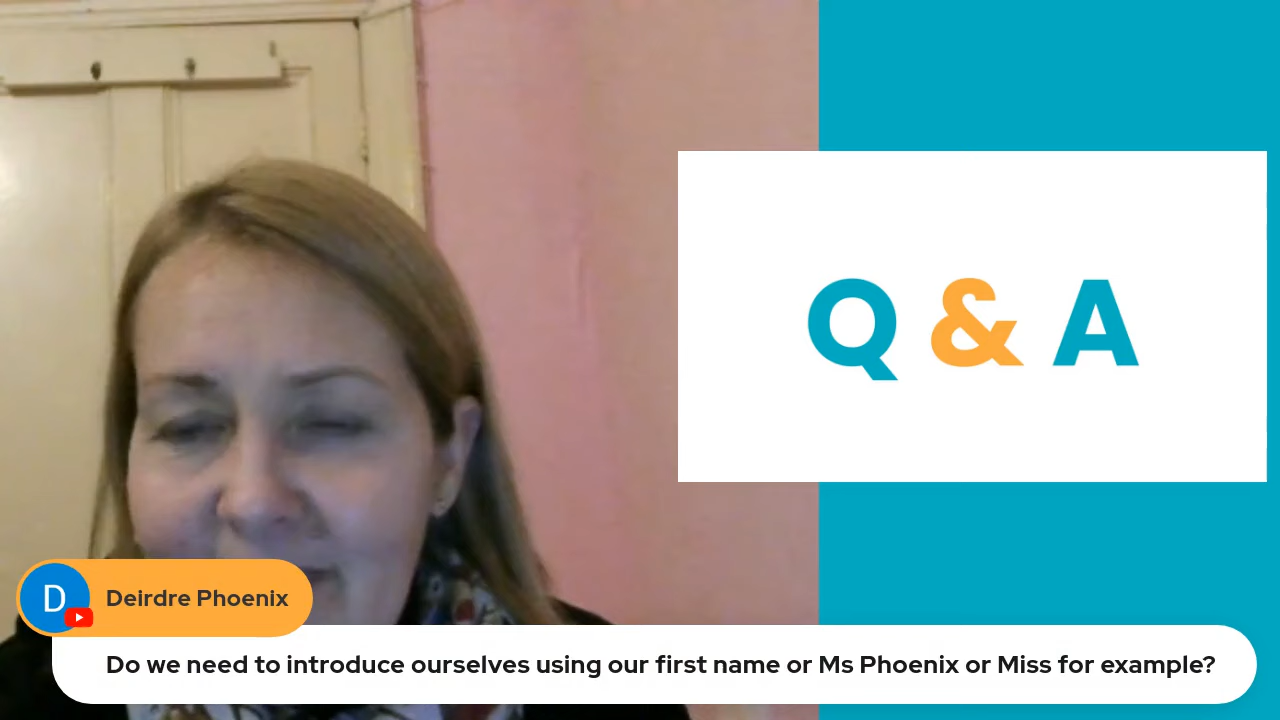 Q & A
D
Deirdre Phoenix
Do we need to introduce ourselves using our first name or Ms Phoenix or Miss for example?